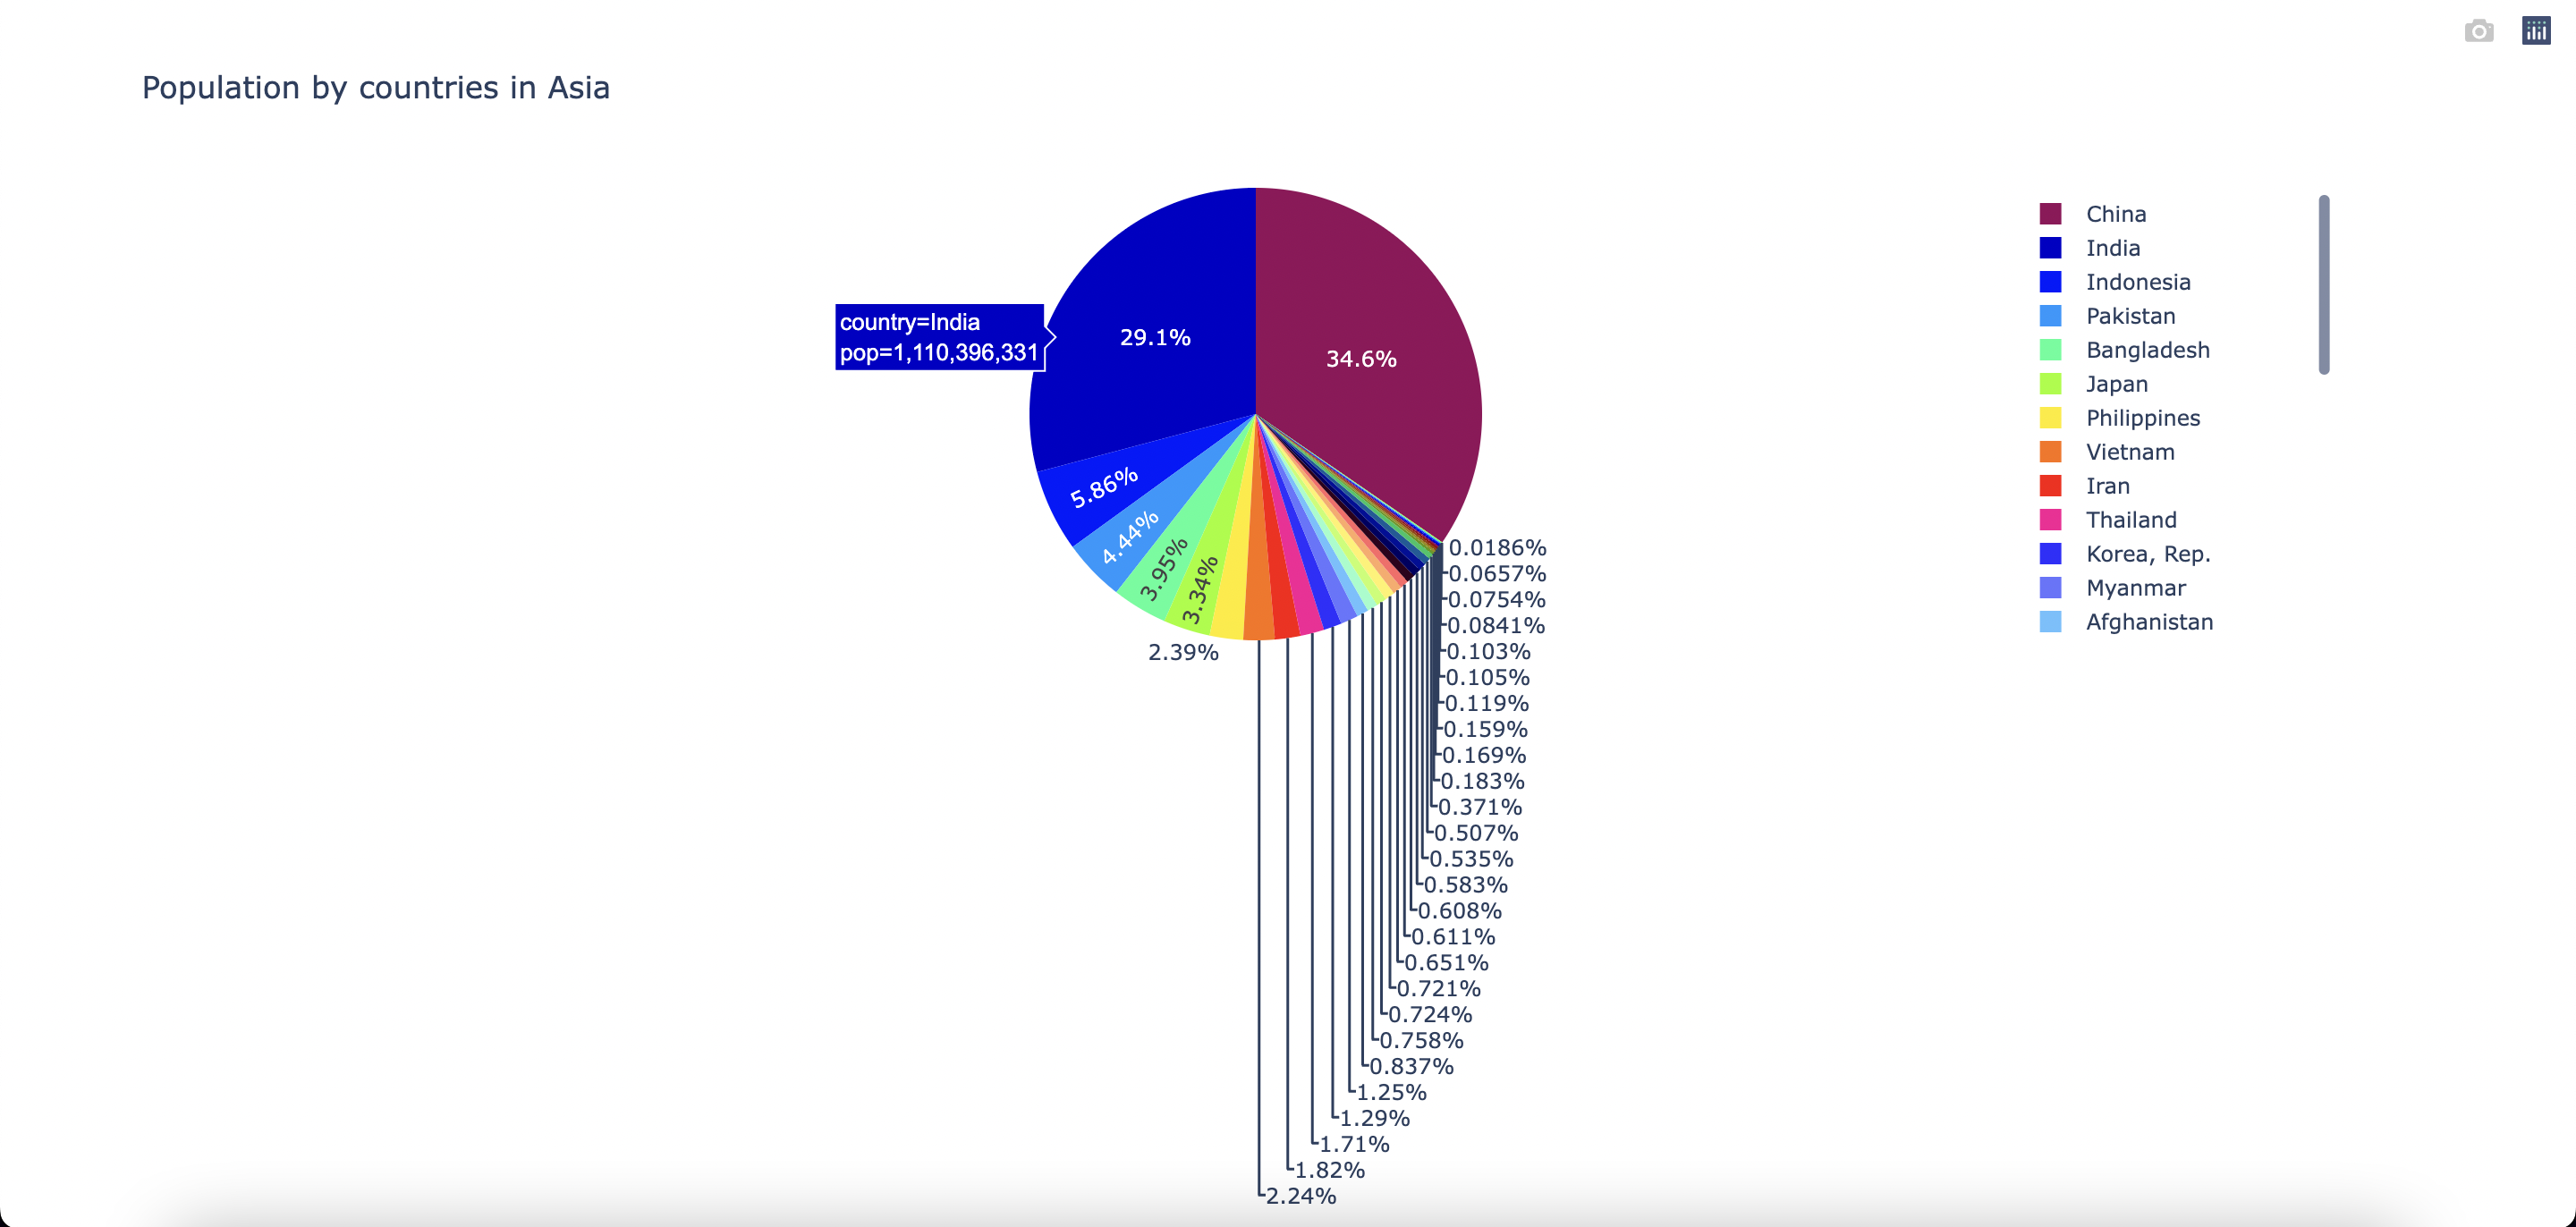 Population by countries in Asia
country=India
pop=1,110,396,331
29.1%
34.6%
5.86%
4.44%
3.95%
3.34%
2.39%
0.0186%
0.0657%
0.0754%
0.0841%
0.103%
0.105%
0.119%
0.159%
0.169%
0.183%
0.371%
0.507%
0.535%
0.583%
0.608%
0.611%
0.651%
0.721%
0.724%
0.758%
0.837%
1.25%
1.29%
1.71%
1.82%
2.24%
China
India
Indonesia
Pakistan
Bangladesh
Japan
Philippines
Vietnam
Iran
Thailand
Korea, Rep.
Myanmar
Afghanistan